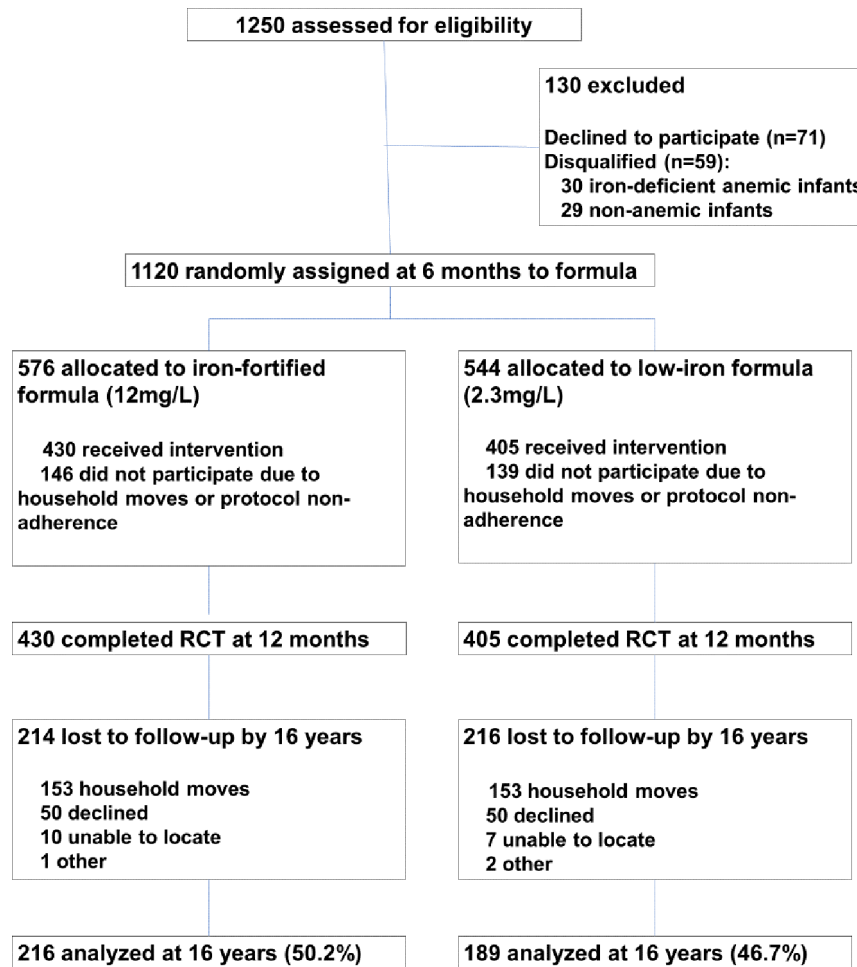 1250 assessed for eligibility
130 excluded
Declined to participate (n=71)
Disqualified (n=59):
30 iron-deficient anemic infants
29 non-anemic infants
1120 randomly assigned at 6 months to formula
576 allocated to iron-fortified
formula (12mg/L)
430 received intervention
146 did not participate due to
household moves or protocol non-
adherence
544 allocated to low-iron formula
(2.3mg/L)
405 received intervention
139 did not participate due to
household moves or protocol non-
adherence
430 completed RCT at 12 months
405 completed RCT at 12 months
214 lost to follow-up by 16 years
153 household moves
50 declined
10 unable to locate
1 other
216 lost to follow-up by 16 years
153 household moves
50 declined
7 unable to locate
2 other
216 analyzed at 16 years (50.2%)
189 analyzed at 16 years (46.7%)